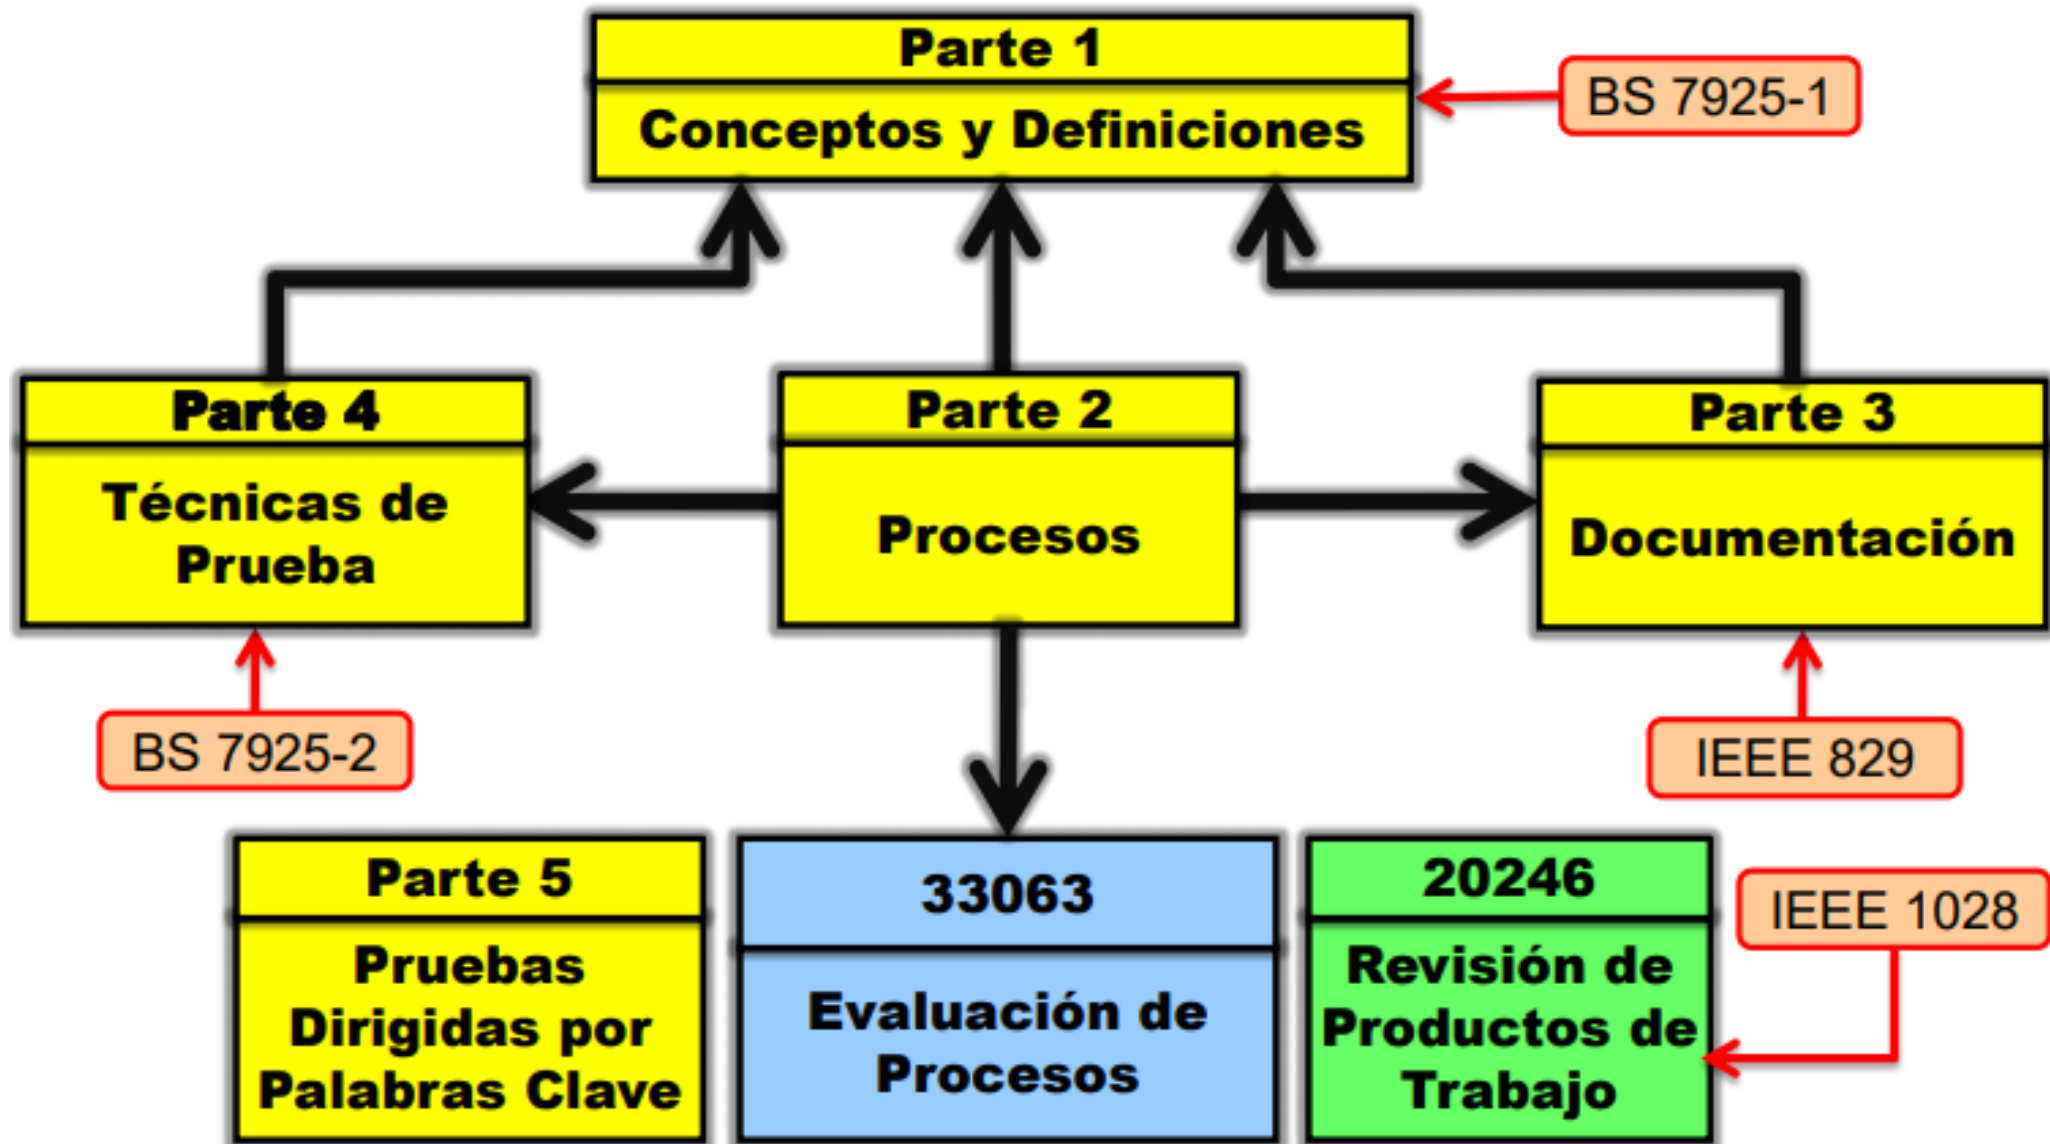 Parte 1
Conceptos y Definiciones
BS 7925-1
Parte 4
Técnicas de
Prueba
Parte 2
Procesos
Parte 3
Documentación
BS 7925-2
IEEE 829
Parte 5
Pruebas
Dirigidas por
Palabras Clave
33063
Evaluación de
Procesos
20246
Revisión de
Productos de
Trabajo
IEEE 1028